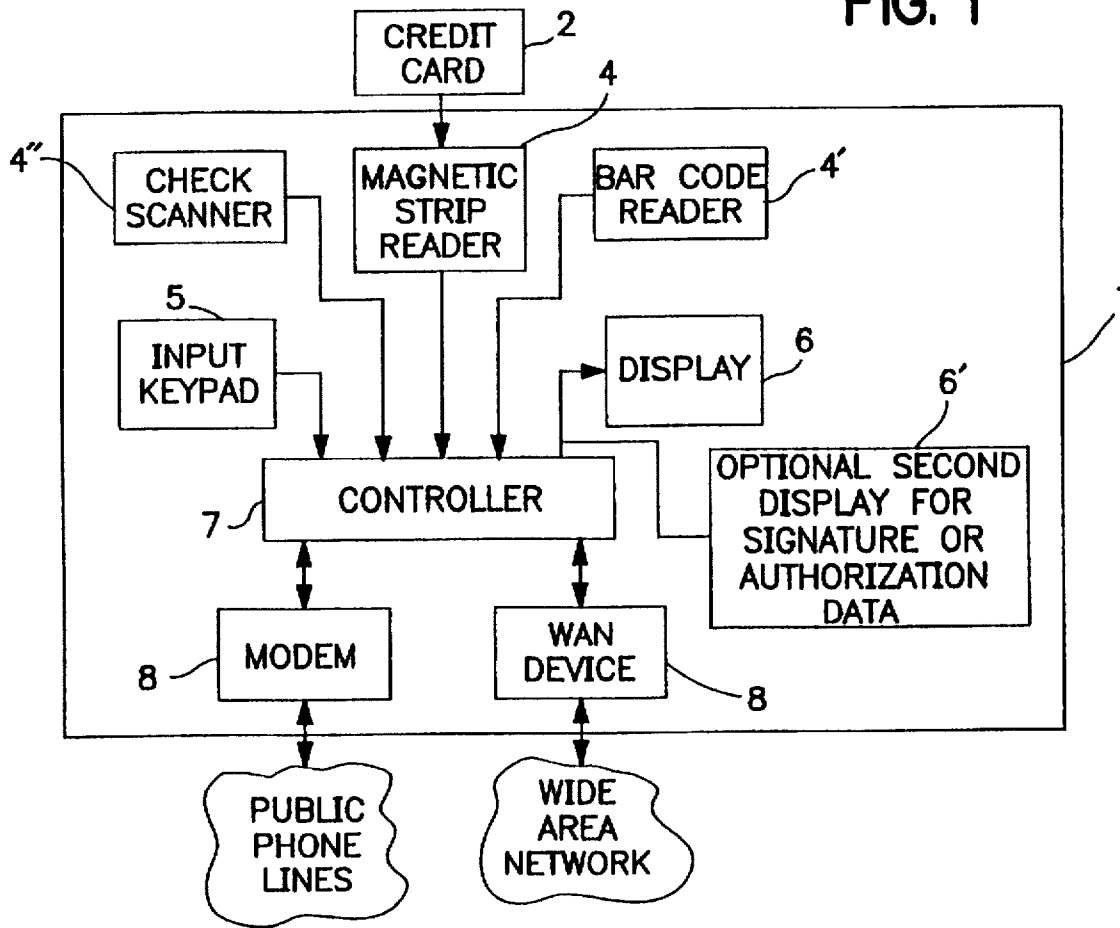 FIG. 1
CREDIT
CARD
2
4
4″
CHECK
SCANNER
MAGNETIC
STRIP
READER
BAR CODE
READER
4′
5
INPUT
KEYPAD
DISPLAY
6
6′
OPTIONAL SECOND
DISPLAY FOR
SIGNATURE OR
AUTHORIZATION
DATA
CONTROLLER
7
MODEM
8
WAN
DEVICE
8
PUBLIC
PHONE
LINES
WIDE
AREA
NETWORK